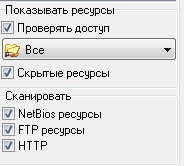 Показывать ресурсы
Проверять доступ
Все
Скрытые ресурсы
Сканировать
NetBios ресурсы
FTP ресурсы
HTTP